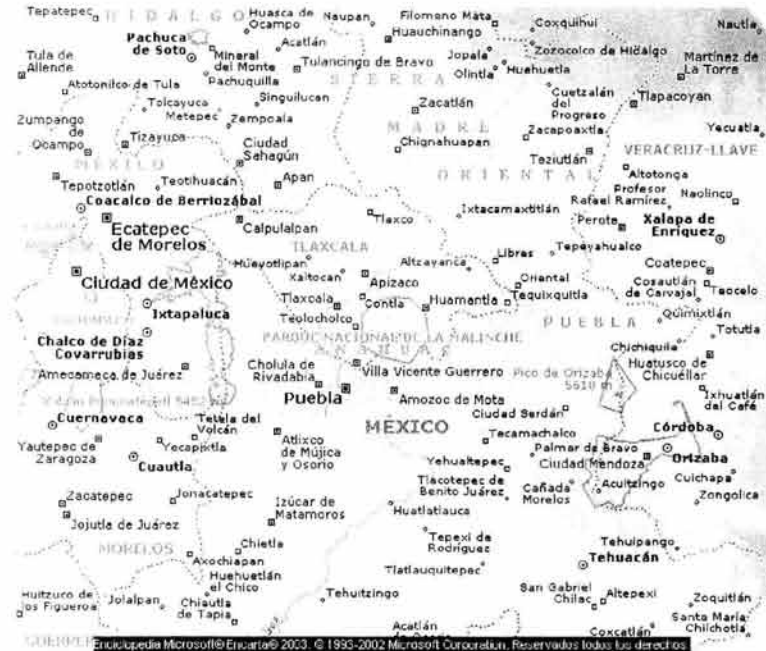 Tepatepec
HIDALGO
Huasca de
Ocampo
Naupan
Filomeno Mata
Coxquihui
Nautla
Pachuca
de Soto
Acatlán
Huauchinango
Jopala
Zozocolco de Hidalgo
Tula de
Allende
Mineral
del Monte
Pachuquilla
Tulancingo de Bravo
Olintla
Huehuetla
Martínez de
La Torre
Atotonilco de Tula
SIERRA
Singuilucan
Zacatlán
Cuetzalán
del
Progreso
Tlapacoyan
Tolcayuca
Metepec
Zempoala
MADRE
Zumpango
de
Ocampo
Tizayuca
Ciudad
Sahagún
Chignahuapan
Zacapoaxtla
Yecuatla
Teziutlán
VERACRUZ-LLAVE
MÉXICO
ORIENTAL
Altotonga
Tepotzotlán
Teotihuacán
Apan
Profesor
Rafael Ramírez
Naolinco
Coacalco de Berriozábal
Ecatepec
de Morelos
Calpulalpan
Tlaxco
Ixtacamaxtitlán
Perote
Xalapa de
Enríquez
TLAXCALA
Hueyotlipan
Altzayanca
Libres
Tepeyahualco
Xaltocan
Apizaco
Coatepec
Ciudad de México
Oriental
Cosautlán
de Carvajal
Teocelo
Tlaxcala
Contla
Huamantla
Tequixquitla
Ixtapaluca
Teolocholco
PUEBLA
Quimixtlán
PARQUE NACIONAL DE LA MALINCHE
Totutla
Chalco de Díaz
Covarrubias
ANAHUAC
Chichiquila
Amecameca de Juárez
Cholula de
Rivadabia
Villa Vicente Guerrero
Pico de Orizaba
5610 m
Huatusco de
Chicuéllar
Puebla
Amozoc de Mota
Ixhuatlán
del Café
Cuernavaca
Tetela del
Volcán
MÉXICO
Ciudad Serdán
Córdoba
Yautepec de
Zaragoza
Yecapixtla
Atlixco
de Mújica
y Osorio
Tecamachalco
Palmar de Bravo
Orizaba
Cuautla
Yehualtepec
Ciudad Mendoza
Cuichapa
Tlacotepec de
Benito Juárez
Cañada
Morelos
Acultzingo
Zongolica
Zacatepec
Jonacatepec
Izúcar de
Matamoros
Huatlatlauca
Jojutla de Juárez
Tepexi de
Rodríguez
Tehuipango
MORELOS
Chietla
Axochiapan
Tehuacán
Huehuetlán
el Chico
Tlatlauquitepec
Huitzuco de
los Figueroa
Jolalpan
Chiautla
de Tapia
Tehuitzingo
San Gabriel
Chilac
Altepexi
Zoquitlán
Acatlán
Coxcatlán
Santa María
Chilchotla
Enciclopedia Microsoft® Encarta® 2003. © 1993-2002 Microsoft Corporation. Reservados todos los derechos.